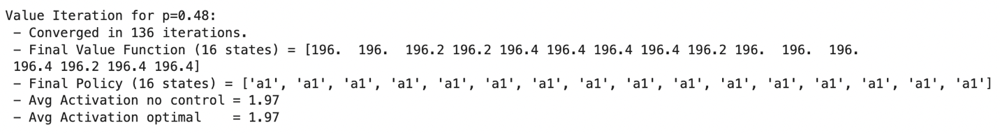 Value Iteration for p=0.48:
 – Converged in 136 iterations.
 – Final Value Function (16 states) = [196.  196.  196.2 196.2 196.4 196.4 196.4 196.4 196.2 196.  196.  196.
 196.4 196.2 196.4 196.4]
 – Final Policy (16 states) = ['a1', 'a1', 'a1', 'a1', 'a1', 'a1', 'a1', 'a1', 'a1', 'a1', 'a1', 'a1', 'a1', 'a1', 'a1', 'a1']
 – Avg Activation no control = 1.97
 – Avg Activation optimal    = 1.97